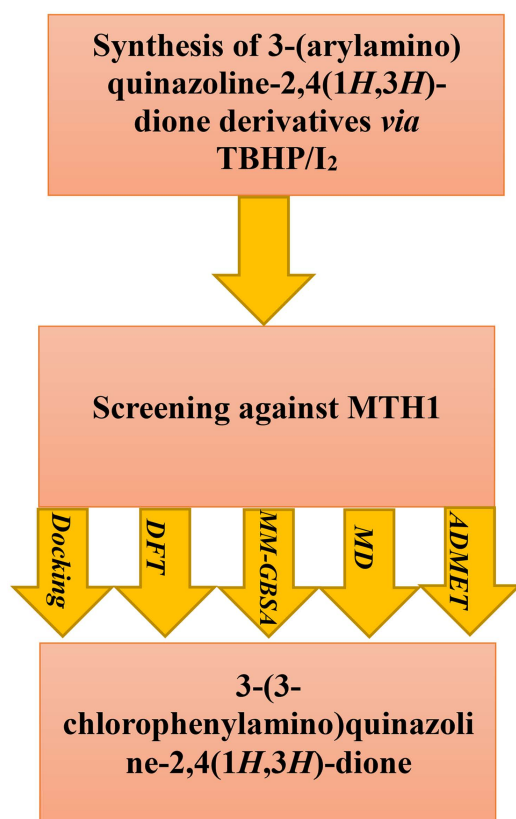 Synthesis of 3-(arylamino)
quinazoline-2,4(1H,3H)-
dione derivatives via
TBHP/I₂
Screening against MTH1
Docking
DFT
MM-GBSA
MD
ADMET
3-(3-
chlorophenylamino)quinazoli
ne-2,4(1H,3H)-dione